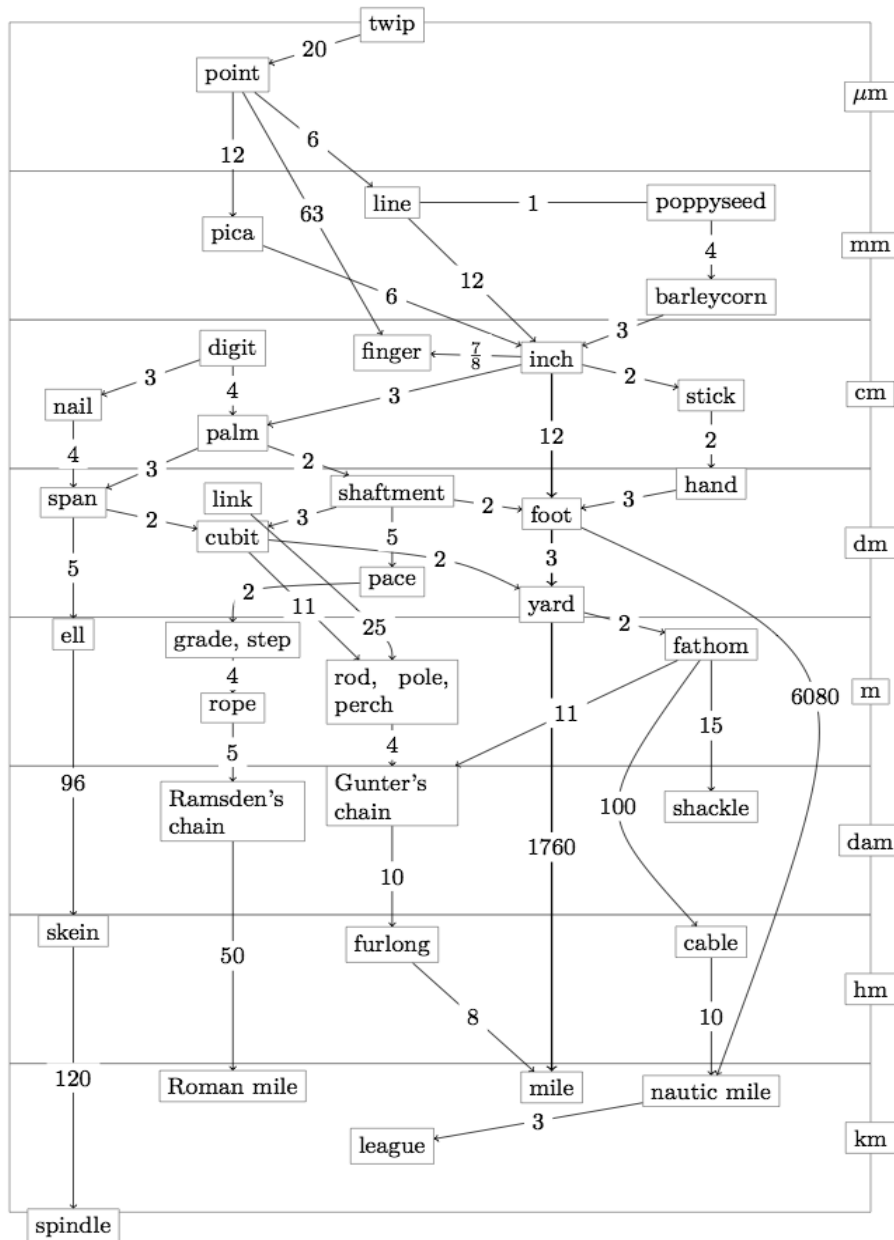 twip
20
point
μm
6
12
line
1
poppyseed
63
pica
mm
4
12
6
barleycorn
3
digit
finger
7/8
inch
3
2
4
3
stick
cm
nail
palm
12
2
4
3
2
hand
span
link
shaftment
3
2
foot
2
3
cubit
5
dm
5
2
3
pace
2
11
yard
25
2
ell
grade, step
fathom
4
rod, pole,
perch
m
6080
rope
11
15
4
5
96
Ramsden's
chain
Gunter's
chain
100
shackle
dam
1760
10
skein
furlong
cable
50
hm
8
10
120
Roman mile
mile
nautic mile
3
league
km
spindle